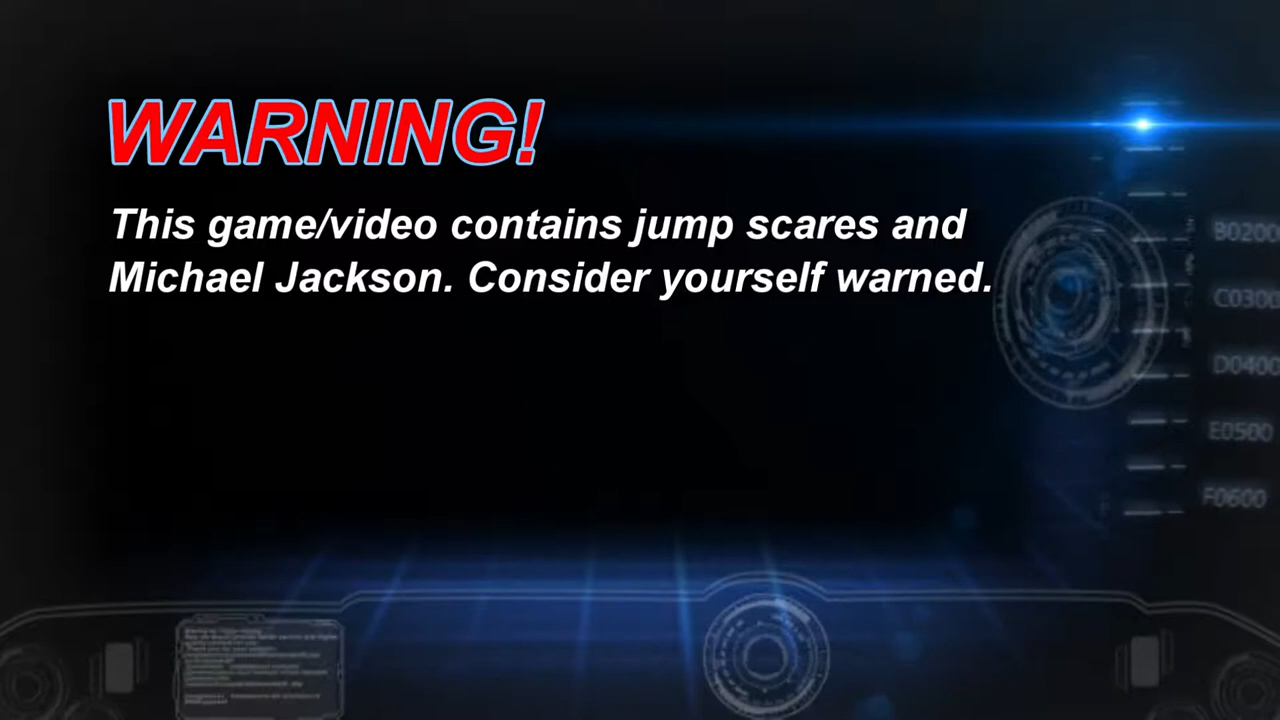 WARNING!
This game/video contains jump scares and
Michael Jackson. Consider yourself warned.
B0200
C0300
D0400
E0500
F0600